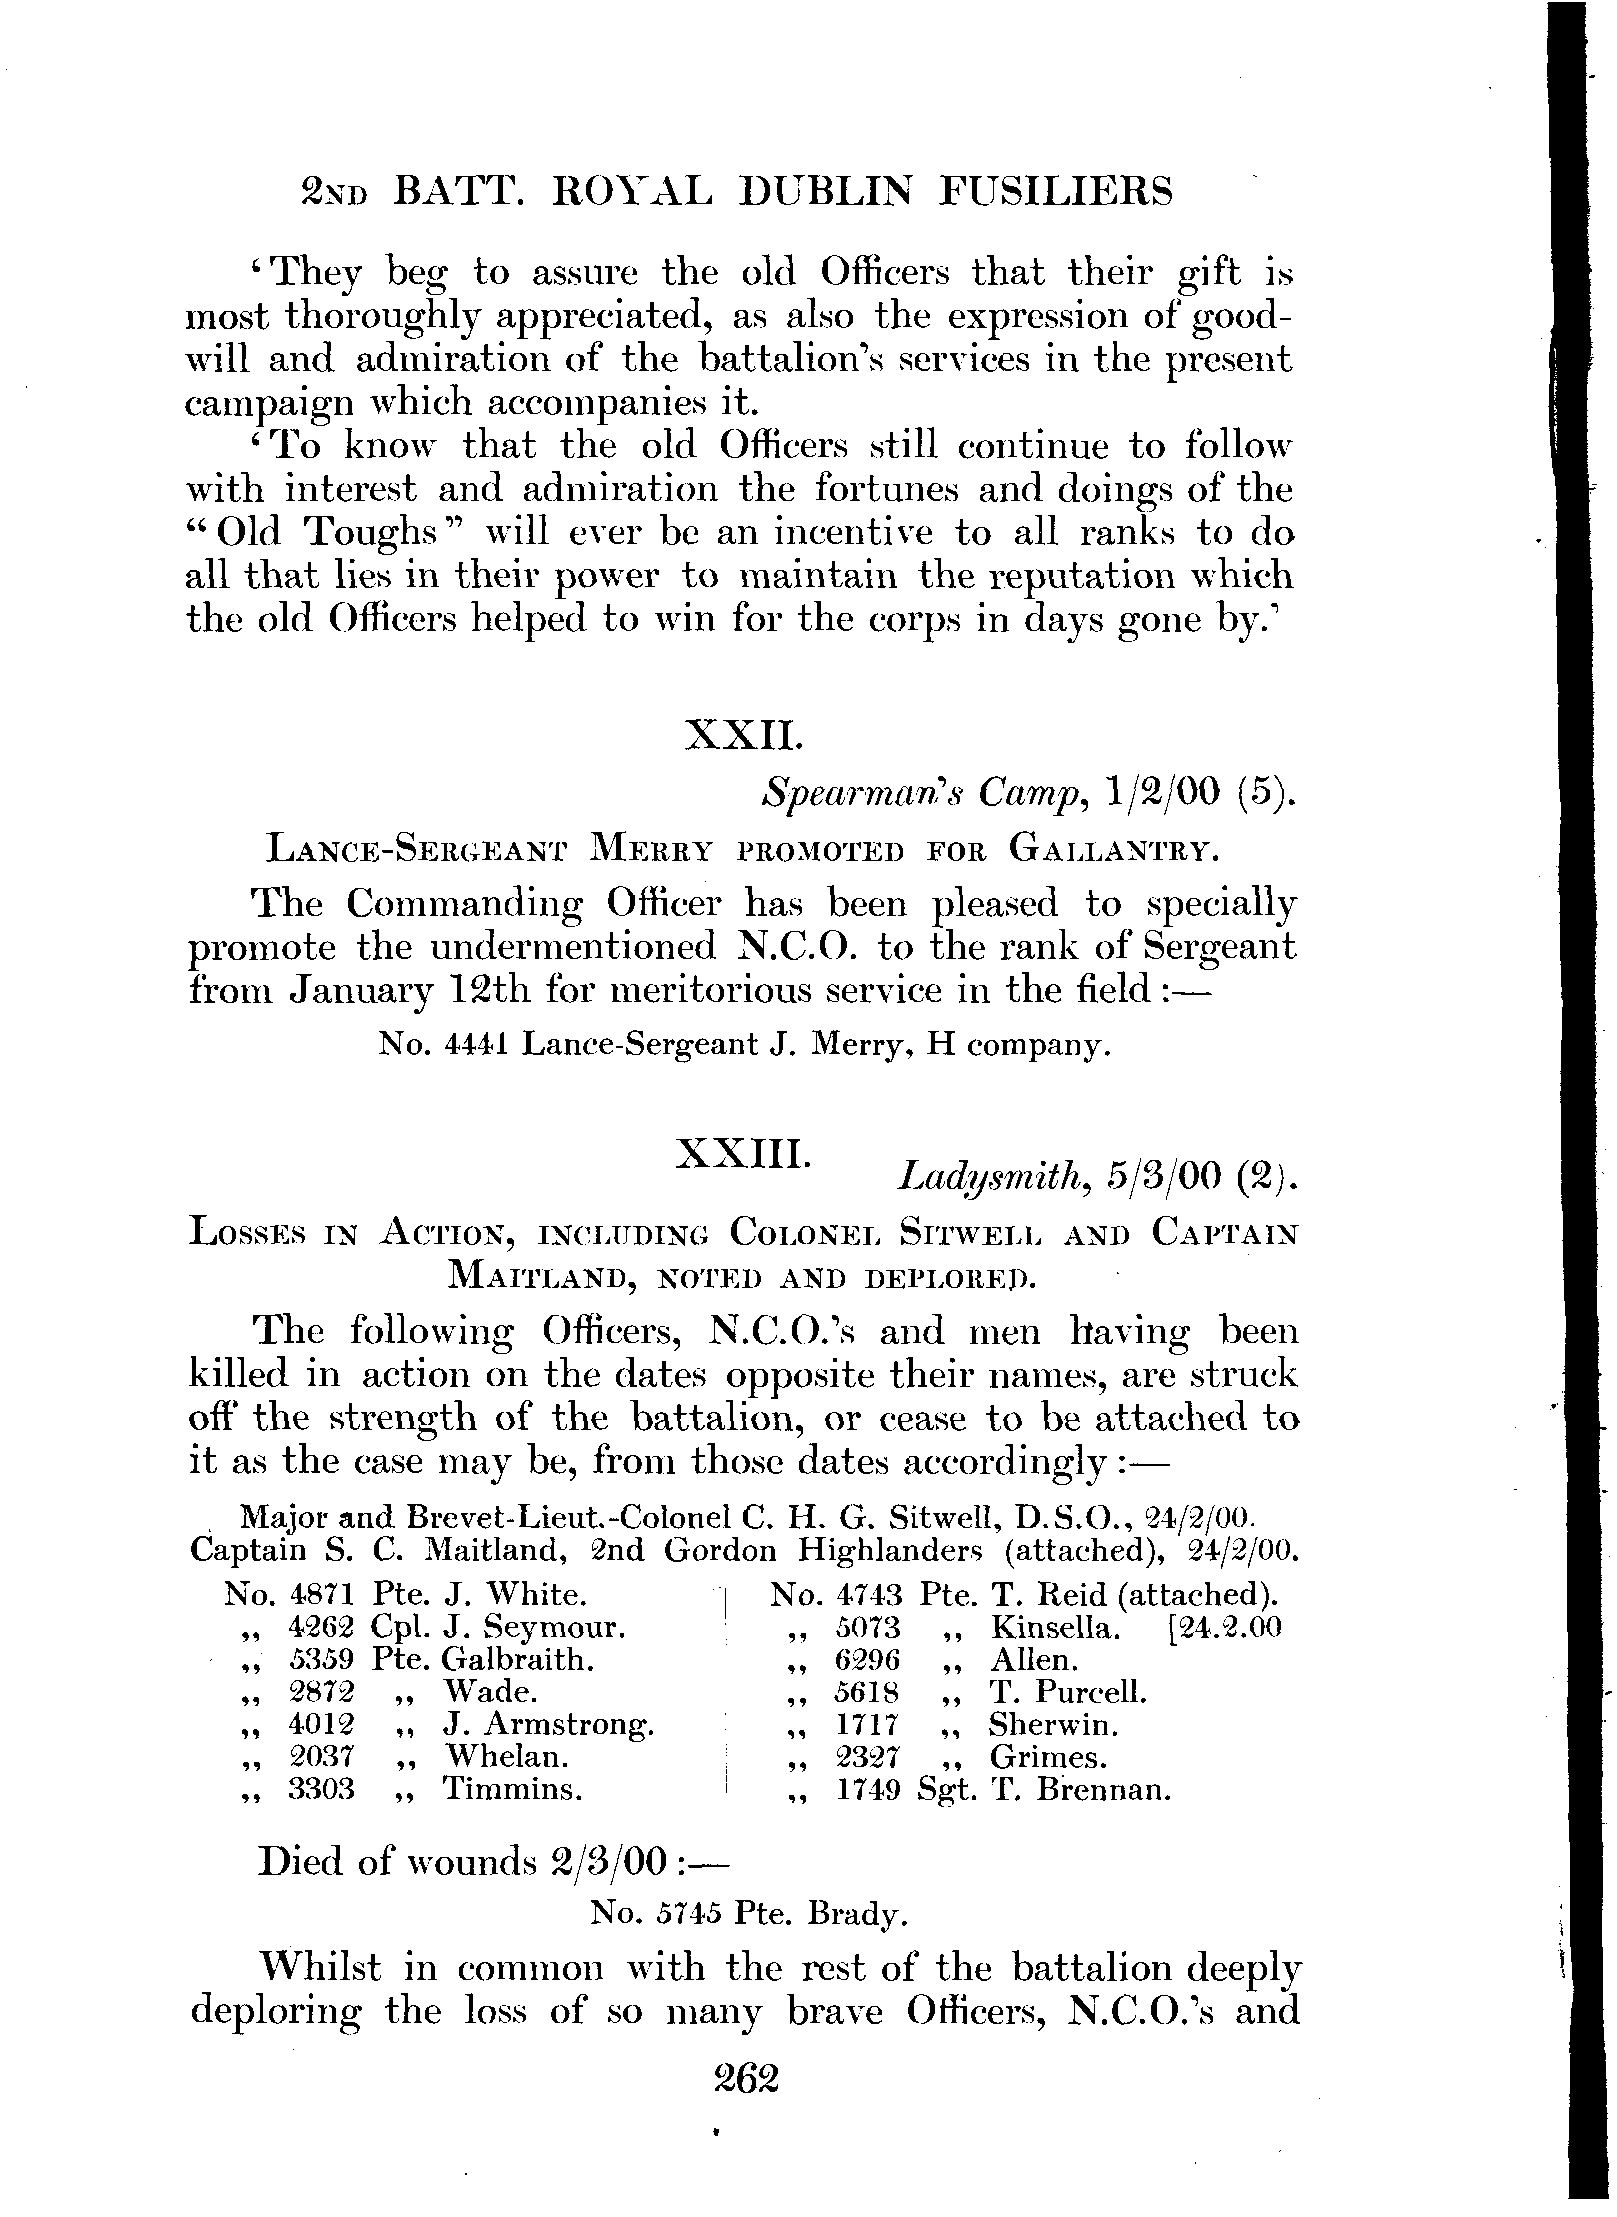 2ND BATT. ROYAL DUBLIN FUSILIERS
‘They beg to assure the old Officers that their gift is
most thoroughly appreciated, as also the expression of good-
will and admiration of the battalion’s services in the present
campaign which accompanies it.
‘To know that the old Officers still continue to follow
with interest and admiration the fortunes and doings of the
“Old Toughs” will ever be an incentive to all ranks to do
all that lies in their power to maintain the reputation which
the old Officers helped to win for the corps in days gone by.’
XXII.
Spearman’s Camp, 1/2/00 (5).
LANCE-SERGEANT MERRY PROMOTED FOR GALLANTRY.
The Commanding Officer has been pleased to specially
promote the undermentioned N.C.O. to the rank of Sergeant
from January 12th for meritorious service in the field:—
No. 4441 Lance-Sergeant J. Merry, H company.
XXIII.
Ladysmith, 5/3/00 (2).
LOSSES IN ACTION, INCLUDING COLONEL SITWELL AND CAPTAIN
MAITLAND, NOTED AND DEPLORED.
The following Officers, N.C.O.’s and men having been
killed in action on the dates opposite their names, are struck
off the strength of the battalion, or cease to be attached to
it as the case may be, from those dates accordingly:—
Major and Brevet-Lieut.-Colonel C. H. G. Sitwell, D.S.O., 24/2/00.
Captain S. C. Maitland, 2nd Gordon Highlanders (attached), 24/2/00.
No. 4871 Pte. J. White.
„ 4262 Cpl. J. Seymour.
„ 5359 Pte. Galbraith.
„ 2872 „ Wade.
„ 4012 „ J. Armstrong.
„ 2037 „ Whelan.
„ 3303 „ Timmins.
No. 4743 Pte. T. Reid (attached).
„ 5073 „ Kinsella. [24.2.00
„ 6296 „ Allen.
„ 5618 „ T. Purcell.
„ 1717 „ Sherwin.
„ 2327 „ Grimes.
„ 1749 Sgt. T. Brennan.
Died of wounds 2/3/00:—
No. 5745 Pte. Brady.
Whilst in common with the rest of the battalion deeply
deploring the loss of so many brave Officers, N.C.O.’s and
262